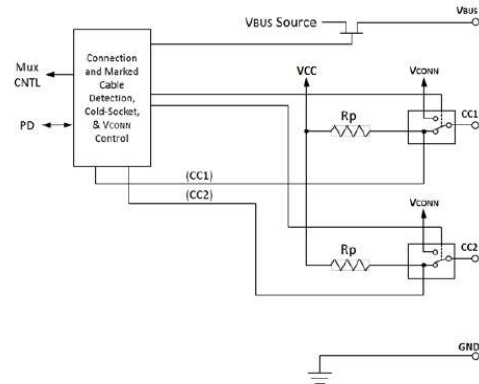 VBUS Source
VBUS
Connection
and Marked
Cable
Detection,
Cold-Socket,
& VCONN
Control
Mux
CNTL
PD
VCC
VCONN
Rp
CC1
(CC1)
(CC2)
VCONN
Rp
CC2
GND